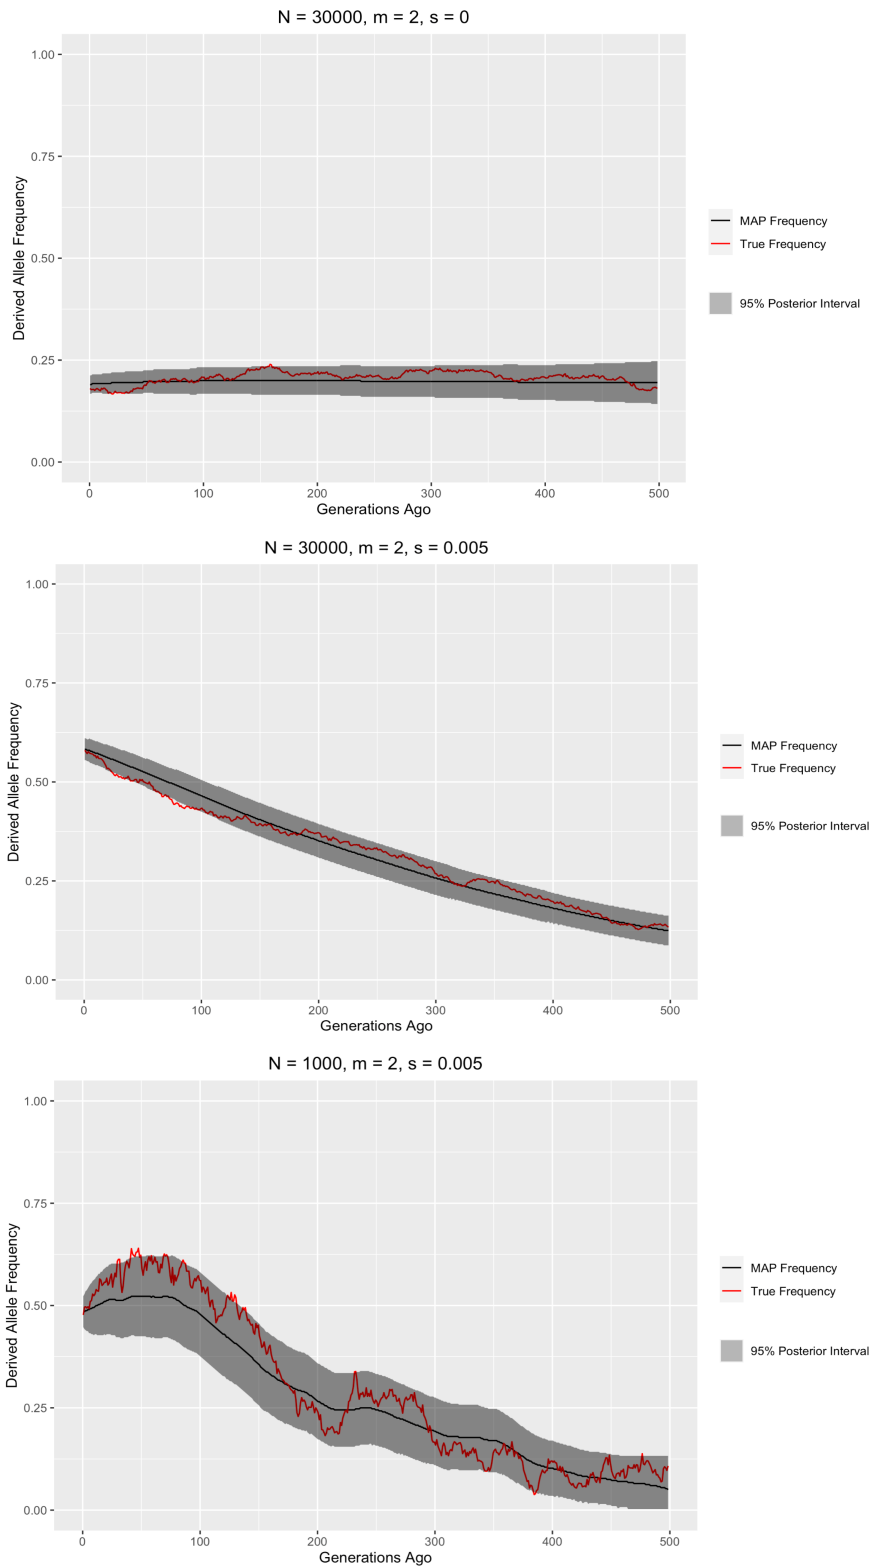 N = 30000, m = 2, s = 0
1.00
0.75
0.50
0.25
0.00
Derived Allele Frequency
0 100 200 300 400 500
Generations Ago
MAP Frequency
True Frequency
95% Posterior Interval
N = 30000, m = 2, s = 0.005
1.00
0.75
0.50
0.25
0.00
Derived Allele Frequency
0 100 200 300 400 500
Generations Ago
MAP Frequency
True Frequency
95% Posterior Interval
N = 1000, m = 2, s = 0.005
1.00
0.75
0.50
0.25
0.00
Derived Allele Frequency
0 100 200 300 400 500
Generations Ago
MAP Frequency
True Frequency
95% Posterior Interval